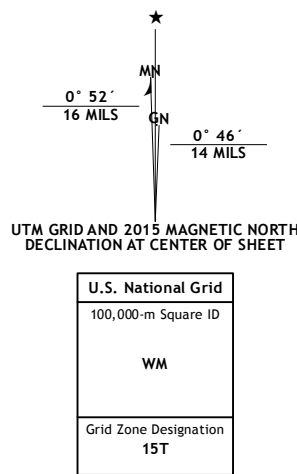 ★
MN
0° 52´
16 MILS
GN
0° 46´
14 MILS
UTM GRID AND 2015 MAGNETIC NORTH
DECLINATION AT CENTER OF SHEET
U.S. National Grid
100,000-m Square ID
WM
Grid Zone Designation
15T